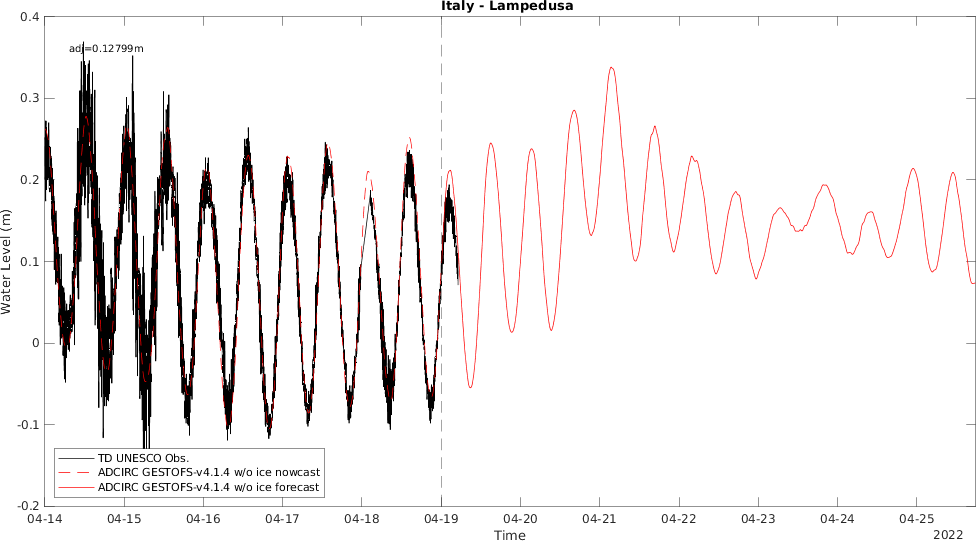 Italy - Lampedusa
adj=0.12799m
0.4
0.3
0.2
0.1
0
-0.1
-0.2
Water Level (m)
TD UNESCO Obs.
ADCIRC GESTOFS-v4.1.4 w/o ice nowcast
ADCIRC GESTOFS-v4.1.4 w/o ice forecast
04-14 04-15 04-16 04-17 04-18 04-19 04-20 04-21 04-22 04-23 04-24 04-25
Time
2022